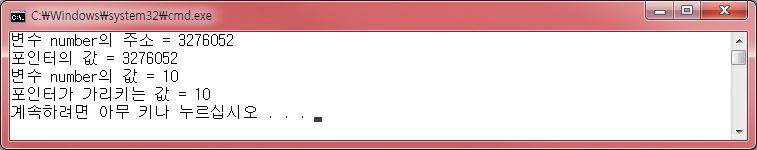 C:\Windows\system32\cmd.exe
변수 number의 주소 = 3276052
포인터의 값 = 3276052
변수 number의 값 = 10
포인터가 가리키는 값 = 10
계속하려면 아무 키나 누르십시오 . . .